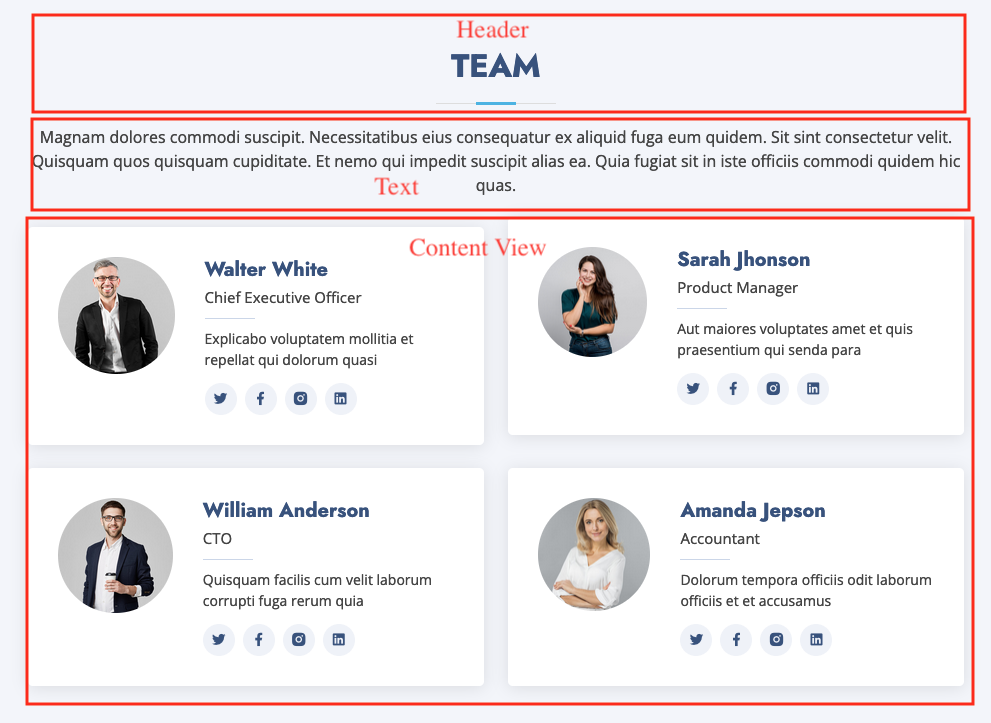 Header
TEAM
Magnam dolores commodi suscipit. Necessitatibus eius consequatur ex aliquid fuga eum quidem. Sit sint consectetur velit.
Quisquam quos quisquam cupiditate. Et nemo qui impedit suscipit alias ea. Quia fugiat sit in iste officiis commodi quidem hic
quas.
Text
Content View
Walter White
Chief Executive Officer
Explicabo voluptatem mollitia et
repellat qui dolorum quasi
Sarah Jhonson
Product Manager
Aut maiores voluptates amet et quis
praesentium qui senda para
William Anderson
CTO
Quisquam facilis cum velit laborum
corrupti fuga rerum quia
Amanda Jepson
Accountant
Dolorum tempora officiis odit laborum
officiis et et accusamus